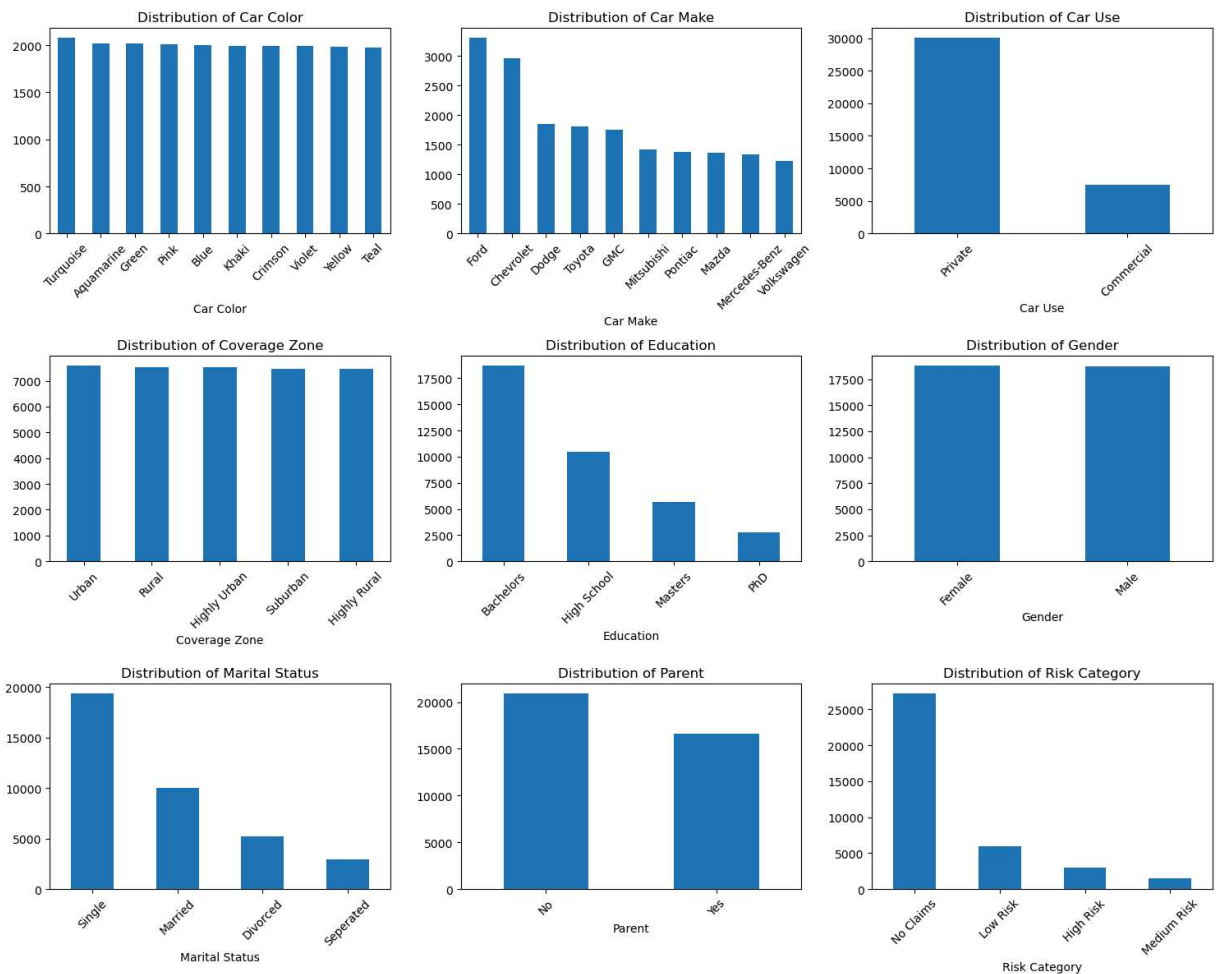 Distribution of Car Color
2000
1500
1000
500
0
Turquoise
Aquamarine
Green
Pink
Blue
Khaki
Crimson
Violet
Yellow
Teal
Car Color
Distribution of Car Make
3000
2500
2000
1500
1000
500
0
Ford
Chevrolet
Dodge
Toyota
GMC
Mitsubishi
Pontiac
Mazda
Mercedes-Benz
Volkswagen
Car Make
Distribution of Car Use
30000
25000
20000
15000
10000
5000
0
Private
Commercial
Car Use
Distribution of Coverage Zone
7000
6000
5000
4000
3000
2000
1000
0
Urban
Rural
Highly Urban
Suburban
Highly Rural
Coverage Zone
Distribution of Education
17500
15000
12500
10000
7500
5000
2500
0
Bachelors
High School
Masters
PhD
Education
Distribution of Gender
17500
15000
12500
10000
7500
5000
2500
0
Female
Male
Gender
Distribution of Marital Status
20000
15000
10000
5000
0
Single
Married
Divorced
Seperated
Marital Status
Distribution of Parent
20000
15000
10000
5000
0
No
Yes
Parent
Distribution of Risk Category
25000
20000
15000
10000
5000
0
No Claims
Low Risk
High Risk
Medium Risk
Risk Category